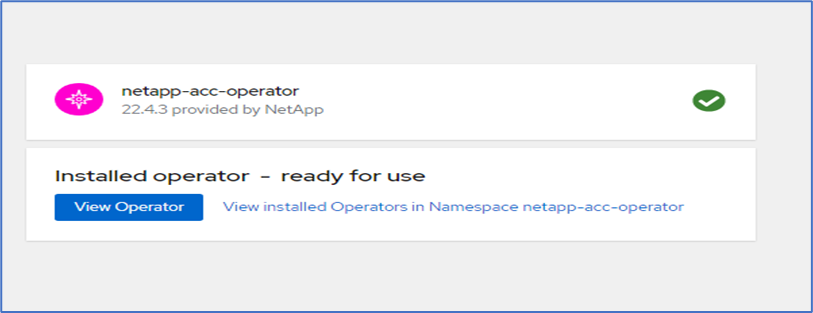 netapp-acc-operator
22.4.3 provided by NetApp
Installed operator - ready for use
View Operator View installed Operators in Namespace netapp-acc-operator